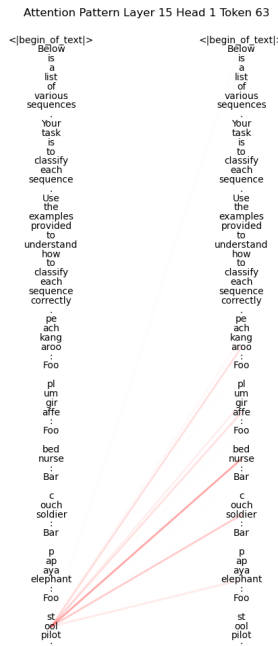 Attention Pattern Layer 15 Head 1 Token 63
<|begin_of_text|> <|begin_of_text|>
Below Below
is is
a a
list list
of of
various various
sequences sequences
. .
Your Your
task task
is is
to to
classify classify
each each
sequence sequence
. .
Use Use
the the
examples examples
provided provided
to to
understand understand
how how
to to
classify classify
each each
sequence sequence
correctly correctly
. .
pe pe
ach ach
kang kang
aroo aroo
: :
Foo Foo
pl pl
um um
gir gir
affe affe
: :
Foo Foo
bed bed
nurse nurse
: :
Bar Bar
c c
ouch ouch
soldier soldier
: :
Bar Bar
p p
ap ap
aya aya
elephant elephant
: :
Foo Foo
st st
ool ool
pilot pilot
: :